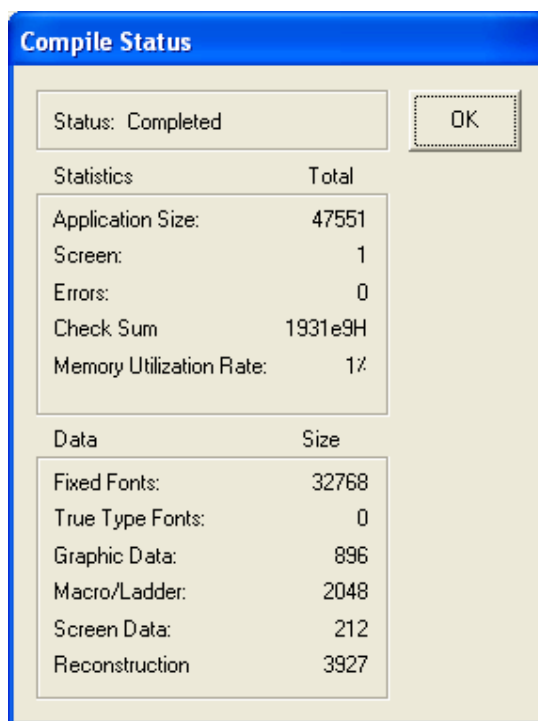 Compile Status
Status: Completed
OK
Statistics Total
Application Size: 47551
Screen: 1
Errors: 0
Check Sum 1931e9H
Memory Utilization Rate: 1%
Data Size
Fixed Fonts: 32768
True Type Fonts: 0
Graphic Data: 896
Macro/Ladder: 2048
Screen Data: 212
Reconstruction 3927